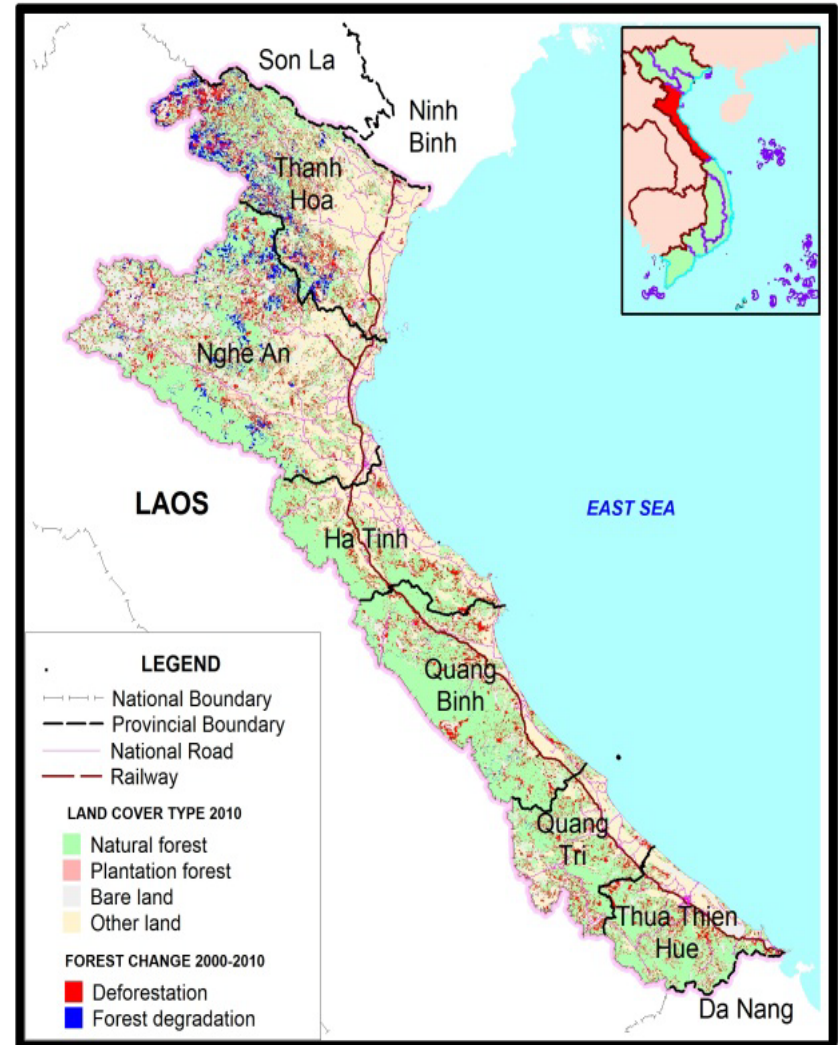 Son La
Ninh
Binh
Thanh
Hoa
Nghe An
LAOS
EAST SEA
Ha Tinh
Quang
Binh
Quang
Tri
Thua Thien
Hue
Da Nang
LEGEND
National Boundary
Provincial Boundary
National Road
Railway
LAND COVER TYPE 2010
Natural forest
Plantation forest
Bare land
Other land
FOREST CHANGE 2000-2010
Deforestation
Forest degradation